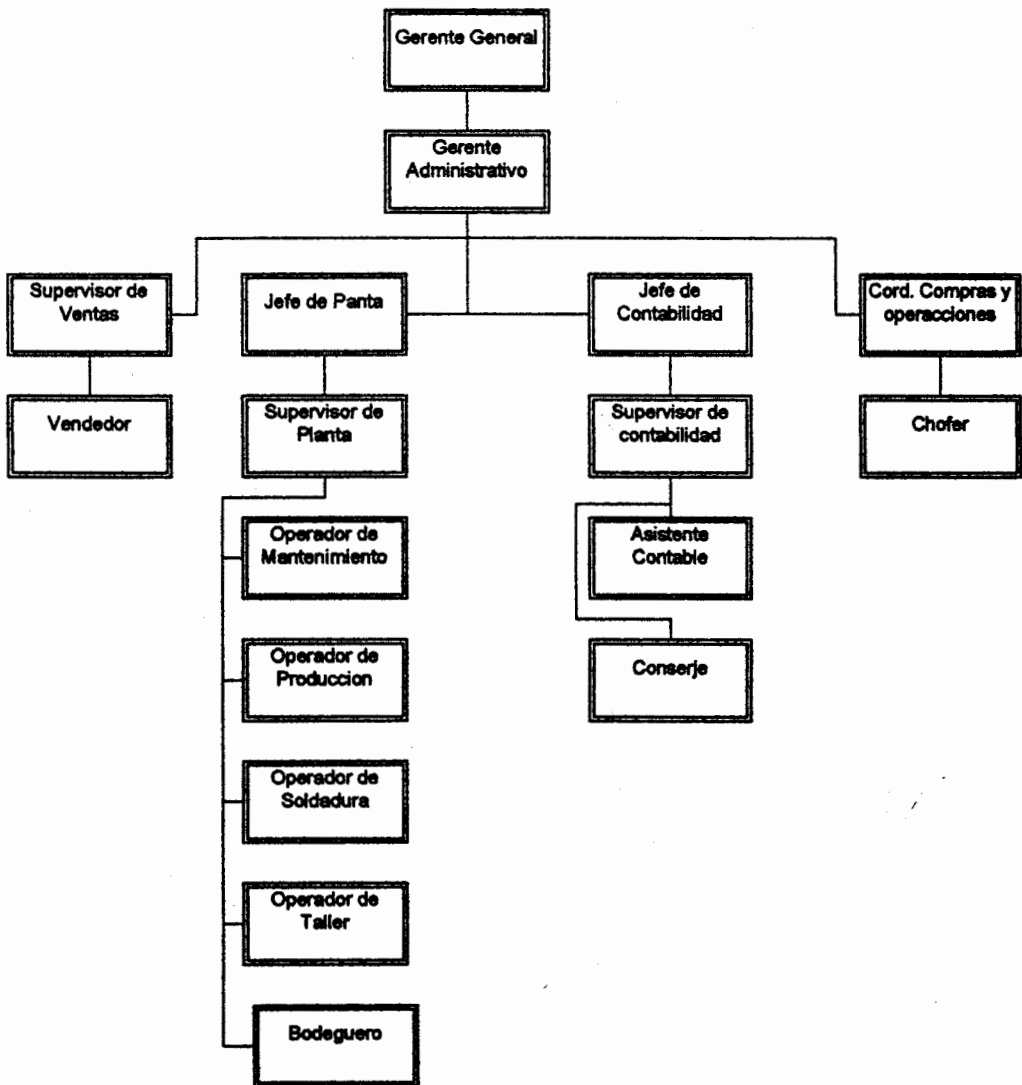 Gerente General
Gerente
Administrativo
Supervisor de
Ventas
Jefe de Panta
Jefe de
Contabilidad
Cord. Compras y
operacciones
Vendedor
Supervisor de
Planta
Supervisor de
contabilidad
Chofer
Operador de
Mantenimiento
Asistente
Contable
Operador de
Produccion
Conserje
Operador de
Soldadura
Operador de
Taller
Bodeguero